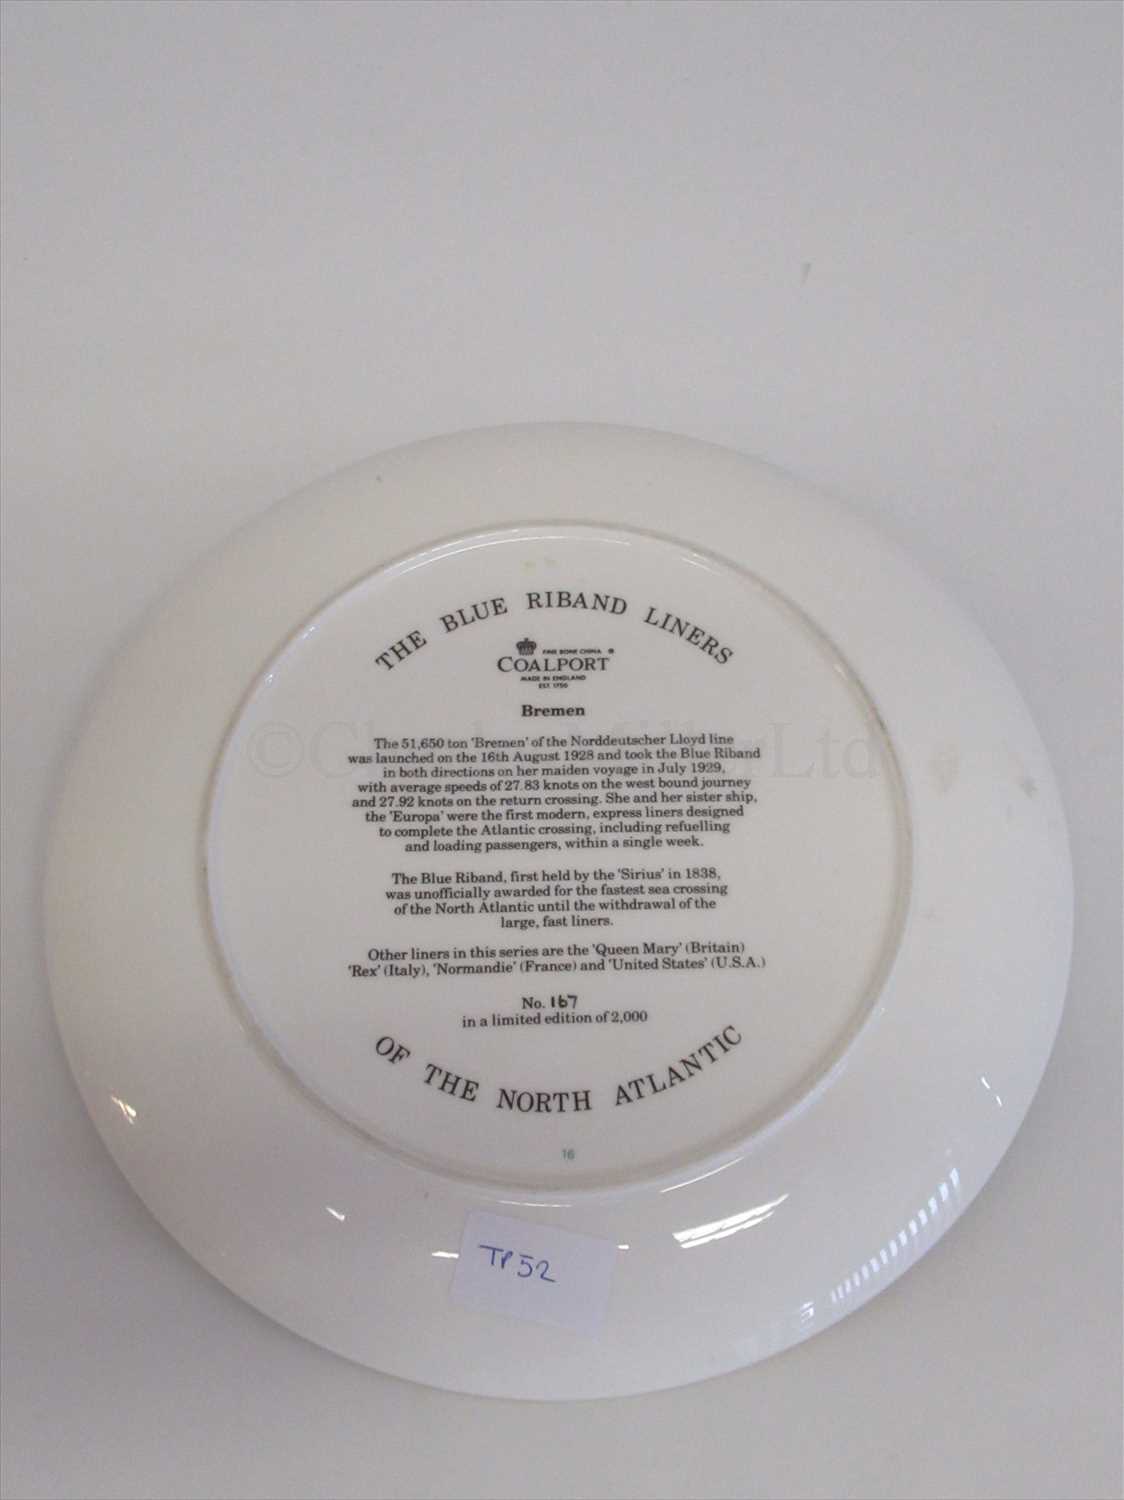 THE BLUE RIBAND LINERS
FINE BONE CHINA ®
COALPORT
MADE IN ENGLAND
EST. 1750
Bremen
The 51,650 ton 'Bremen' of the Norddeutscher Lloyd line
was launched on the 16th August 1928 and took the Blue Riband
in both directions on her maiden voyage in July 1929,
with average speeds of 27.83 knots on the west bound journey
and 27.92 knots on the return crossing. She and her sister ship,
the 'Europa' were the first modern, express liners designed
to complete the Atlantic crossing, including refuelling
and loading passengers, within a single week.
The Blue Riband, first held by the 'Sirius' in 1838,
was unofficially awarded for the fastest sea crossing
of the North Atlantic until the withdrawal of the
large, fast liners.
Other liners in this series are the 'Queen Mary' (Britain)
'Rex' (Italy), 'Normandie' (France) and 'United States' (U.S.A.)
No. 167
in a limited edition of 2,000
OF THE NORTH ATLANTIC
16
TP52
©Charles Miller Ltd